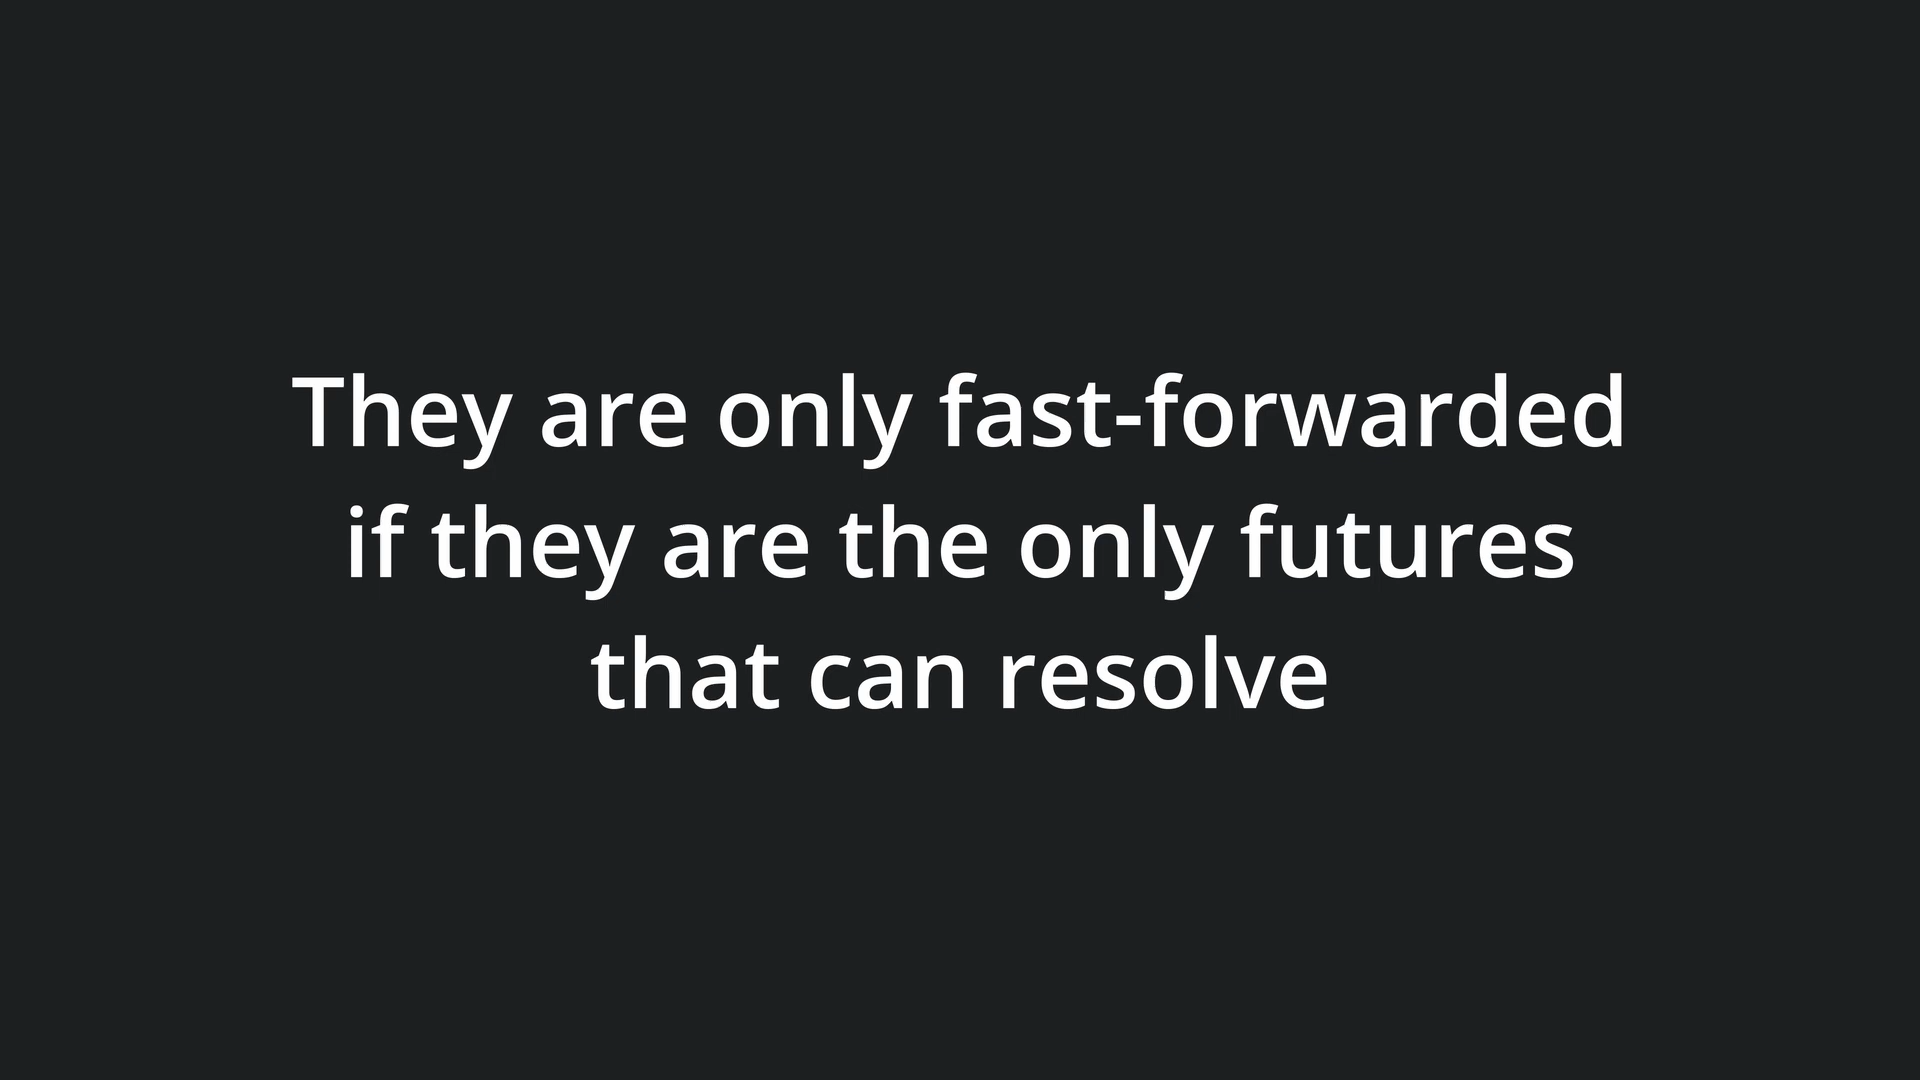 They are only fast-forwarded
if they are the only futures
that can resolve